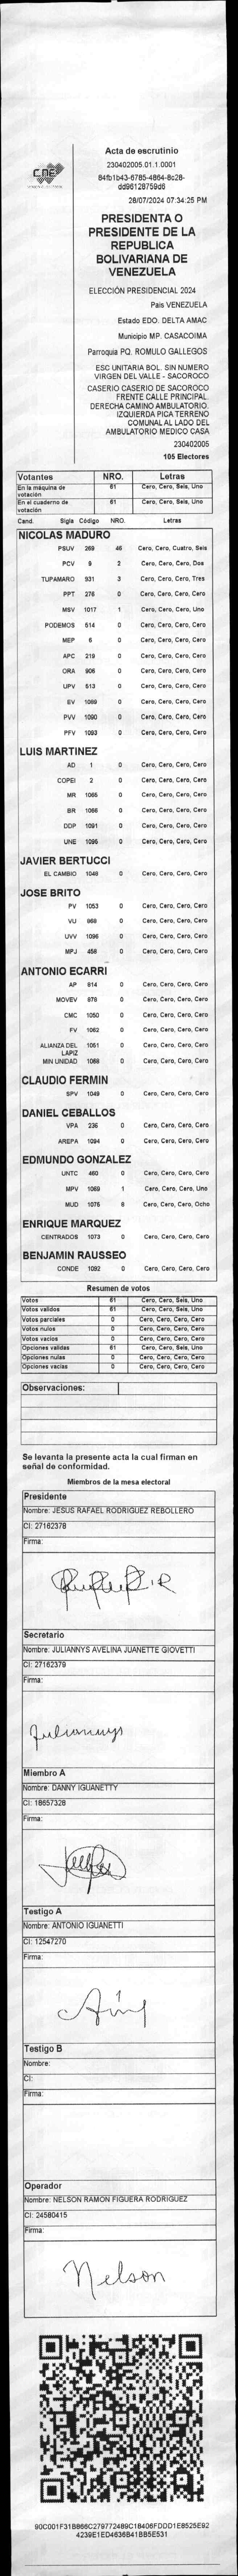 CNE
Acta de escrutinio
230402005.01.1.0001
84fb1b43-6785-4864-8c28-
dd96128759d6
28/07/2024 07:34:25 PM
PRESIDENTA O
PRESIDENTE DE LA
REPUBLICA
BOLIVARIANA DE
VENEZUELA
ELECCIÓN PRESIDENCIAL 2024
Pais VENEZUELA
Estado EDO. DELTA AMAC
Municipio MP. CASACOIMA
Parroquia PQ. ROMULO GALLEGOS
ESC UNITARIA BOL. SIN NUMERO
VIRGEN DEL VALLE - SACOROCO
CASERIO CASERIO DE SACOROCO
FRENTE CALLE PRINCIPAL.
DERECHA CAMINO AMBULATORIO.
IZQUIERDA PICA TERRENO
COMUNAL AL LADO DEL
AMBULATORIO MEDICO CASA
230402005
105 Electores
Votantes NRO. Letras
En la máquina de votación 61 Cero, Cero, Seis, Uno
En el cuaderno de votación 61 Cero, Cero, Seis, Uno
Cand. Sigla Código NRO. Letras
NICOLAS MADURO
PSUV 269 46 Cero, Cero, Cuatro, Seis
PCV 9 2 Cero, Cero, Cero, Dos
TUPAMARO 931 3 Cero, Cero, Cero, Tres
PPT 276 0 Cero, Cero, Cero, Cero
MSV 1017 1 Cero, Cero, Cero, Uno
PODEMOS 514 0 Cero, Cero, Cero, Cero
MEP 6 0 Cero, Cero, Cero, Cero
APC 219 0 Cero, Cero, Cero, Cero
ORA 906 0 Cero, Cero, Cero, Cero
UPV 613 0 Cero, Cero, Cero, Cero
EV 1089 0 Cero, Cero, Cero, Cero
PVV 1090 0 Cero, Cero, Cero, Cero
PFV 1093 0 Cero, Cero, Cero, Cero
LUIS MARTINEZ
AD 1 0 Cero, Cero, Cero, Cero
COPEI 2 0 Cero, Cero, Cero, Cero
MR 1065 0 Cero, Cero, Cero, Cero
BR 1066 0 Cero, Cero, Cero, Cero
DDP 1091 0 Cero, Cero, Cero, Cero
UNE 1095 0 Cero, Cero, Cero, Cero
JAVIER BERTUCCI
EL CAMBIO 1048 0 Cero, Cero, Cero, Cero
JOSE BRITO
PV 1053 0 Cero, Cero, Cero, Cero
VU 968 0 Cero, Cero, Cero, Cero
UVV 1096 0 Cero, Cero, Cero, Cero
MPJ 458 0 Cero, Cero, Cero, Cero
ANTONIO ECARRI
AP 814 0 Cero, Cero, Cero, Cero
MOVEV 978 0 Cero, Cero, Cero, Cero
CMC 1050 0 Cero, Cero, Cero, Cero
FV 1062 0 Cero, Cero, Cero, Cero
ALIANZA DEL LAPIZ 1051 0 Cero, Cero, Cero, Cero
MIN UNIDAD 1088 0 Cero, Cero, Cero, Cero
CLAUDIO FERMIN
SPV 1049 0 Cero, Cero, Cero, Cero
DANIEL CEBALLOS
VPA 236 0 Cero, Cero, Cero, Cero
AREPA 1094 0 Cero, Cero, Cero, Cero
EDMUNDO GONZALEZ
UNTC 460 0 Cero, Cero, Cero, Cero
MPV 1069 1 Cero, Cero, Cero, Uno
MUD 1075 8 Cero, Cero, Cero, Ocho
ENRIQUE MARQUEZ
CENTRADOS 1073 0 Cero, Cero, Cero, Cero
BENJAMIN RAUSSEO
CONDE 1092 0 Cero, Cero, Cero, Cero
Resumen de votos
Votos 61 Cero, Cero, Seis, Uno
Votos validos 61 Cero, Cero, Seis, Uno
Votos parciales 0 Cero, Cero, Cero, Cero
Votos nulos 0 Cero, Cero, Cero, Cero
Votos vacios 0 Cero, Cero, Cero, Cero
Opciones validas 61 Cero, Cero, Seis, Uno
Opciones nulas 0 Cero, Cero, Cero, Cero
Opciones vacias 0 Cero, Cero, Cero, Cero
Observaciones:
Se levanta la presente acta la cual firman en
señal de conformidad.
Miembros de la mesa electoral
Presidente
Nombre: JESUS RAFAEL RODRIGUEZ REBOLLERO
CI: 27162378
Firma:
Secretario
Nombre: JULIANNYS AVELINA JUANETTE GIOVETTI
CI: 27162379
Firma:
Juliannys
Miembro A
Nombre: DANNY IGUANETTY
CI: 18657328
Firma:
Testigo A
Nombre: ANTONIO IGUANETTI
CI: 12547270
Firma:
Testigo B
Nombre:
CI:
Firma:
Operador
Nombre: NELSON RAMON FIGUERA RODRIGUEZ
CI: 24580415
Firma:
Nelson
90C001F31B866C279772489C18406FDDD1E8525E92
4239E1ED4636B41BB5E531